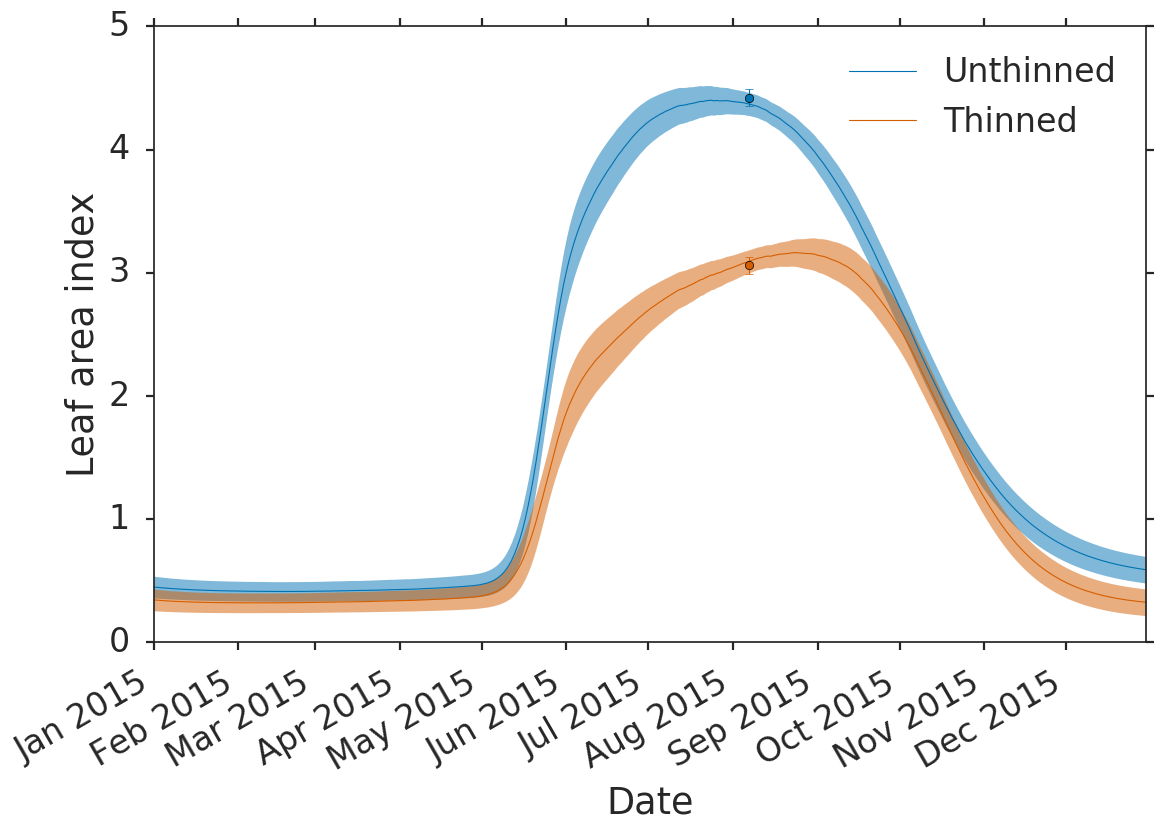 5
4
3
2
1
0
Leaf area index
Unthinned
Thinned
Jan 2015
Feb 2015
Mar 2015
Apr 2015
May 2015
Jun 2015
Jul 2015
Aug 2015
Sep 2015
Oct 2015
Nov 2015
Dec 2015
Date